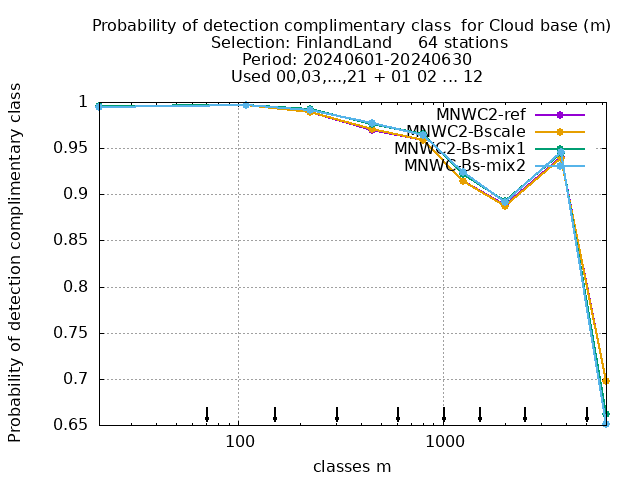 Probability of detection complimentary class  for Cloud base (m)
Selection: FinlandLand     64 stations
Period: 20240601-20240630
Used 00,03,...,21 + 01 02 ... 12
Probability of detection complimentary class
1
0.95
0.9
0.85
0.8
0.75
0.7
0.65
MNWC2-ref
MNWC2-Bscale
MNWC2-Bs-mix1
MNWC-Bs-mix2
100
1000
classes m